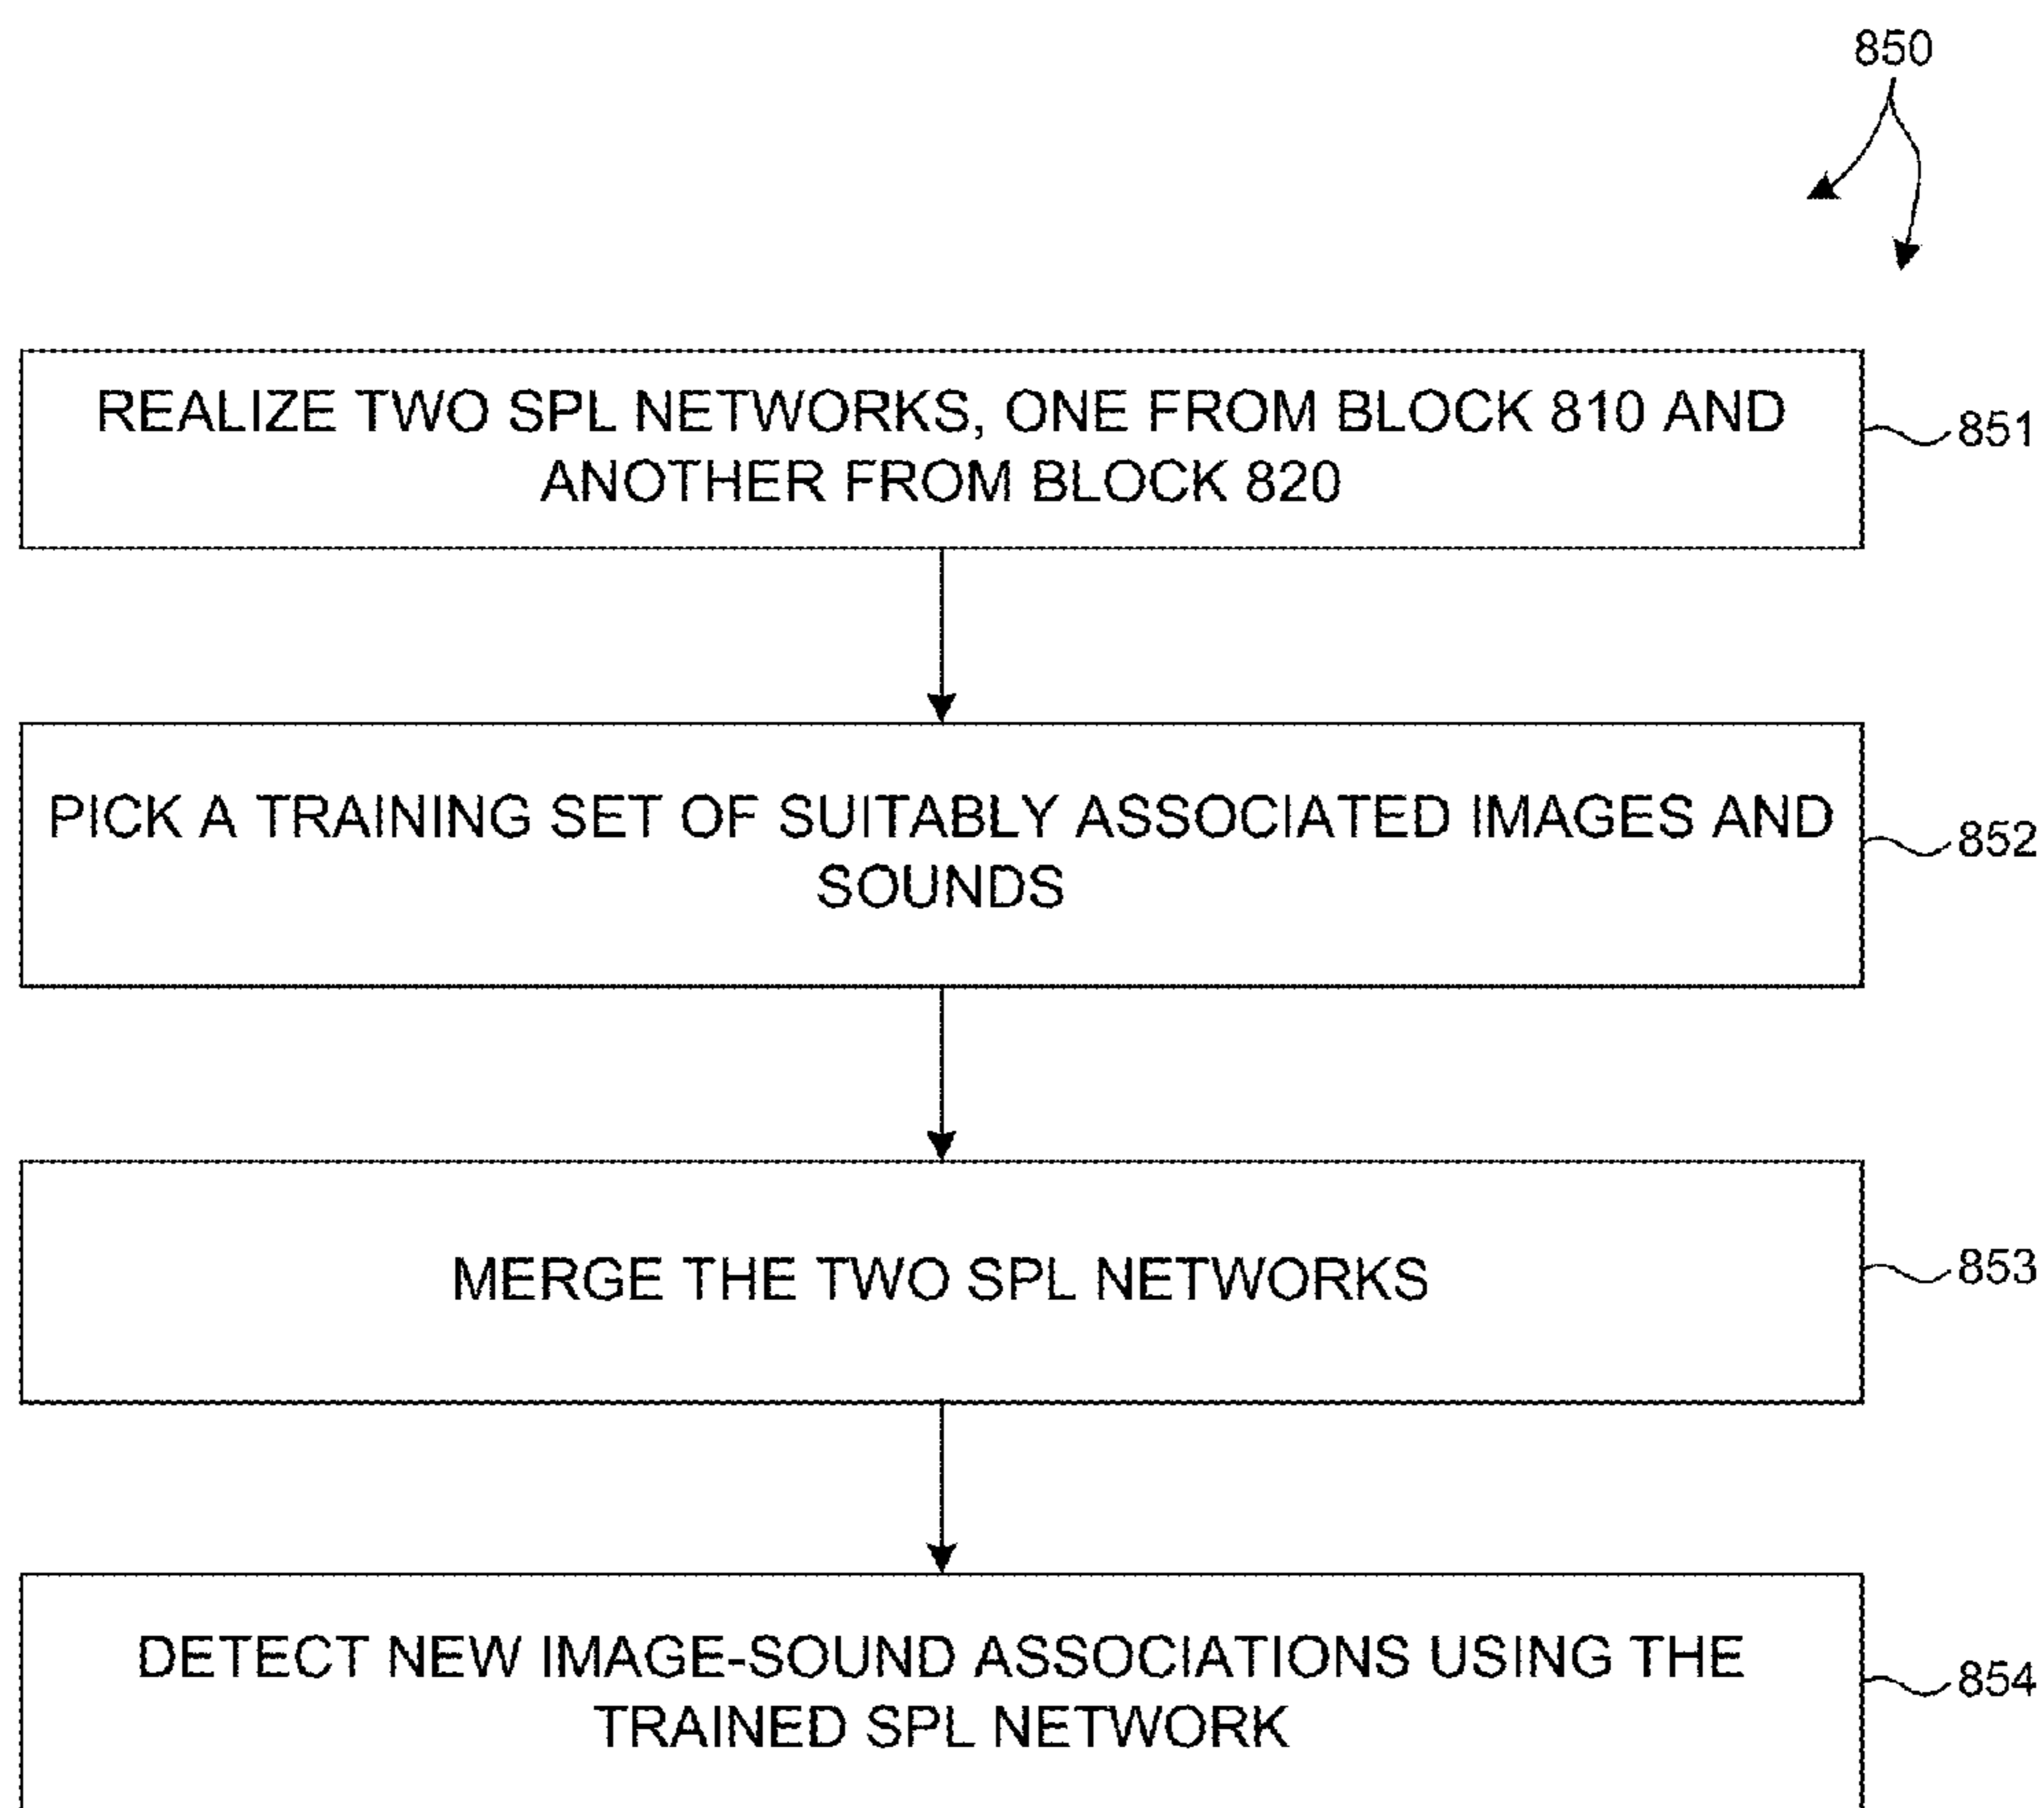 850
REALIZE TWO SPL NETWORKS, ONE FROM BLOCK 810 AND
ANOTHER FROM BLOCK 820
851
PICK A TRAINING SET OF SUITABLY ASSOCIATED IMAGES AND
SOUNDS
852
MERGE THE TWO SPL NETWORKS
853
DETECT NEW IMAGE-SOUND ASSOCIATIONS USING THE
TRAINED SPL NETWORK
854